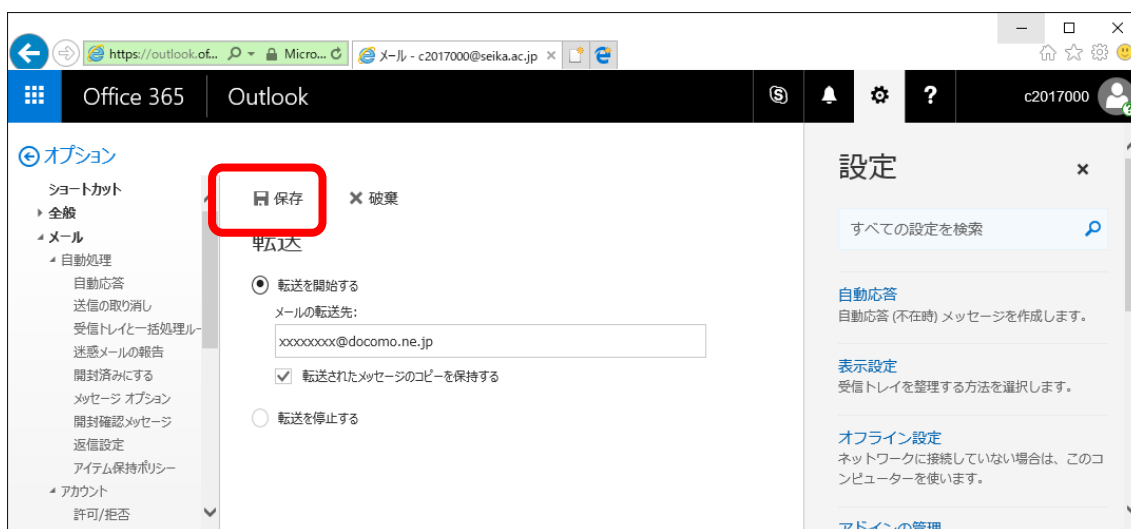 https://outlook.of... Micro... メール - c2017000@seika.ac.jp
Office 365 Outlook ? c2017000
オプション
ショートカット
全般
メール
自動処理
自動応答
送信の取り消し
受信トレイと一括処理ルー
迷惑メールの報告
開封済みにする
メッセージ オプション
開封確認メッセージ
返信設定
アイテム保持ポリシー
アカウント
許可/拒否
保存 破棄
転送
転送を開始する
メールの転送先:
xxxxxxxx@docomo.ne.jp
転送されたメッセージのコピーを保持する
転送を停止する
設定
すべての設定を検索
自動応答
自動応答 (不在時) メッセージを作成します。
表示設定
受信トレイを整理する方法を選択します。
オフライン設定
ネットワークに接続していない場合は、このコ
ンピューターを使います。
アドインの管理